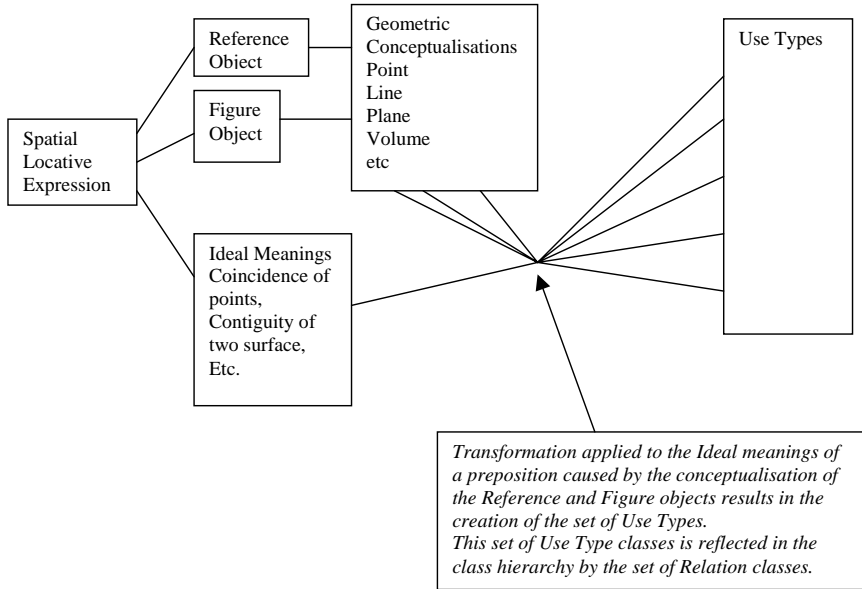 Reference
Object
Geometric
Conceptualisations
Point
Line
Plane
Volume
etc
Use Types
Figure
Object
Spatial
Locative
Expression
Ideal Meanings
Coincidence of
points,
Contiguity of
two surface,
Etc.
Transformation applied to the Ideal meanings of
a preposition caused by the conceptualisation of
the Reference and Figure objects results in the
creation of the set of Use Types.
This set of Use Type classes is reflected in the
class hierarchy by the set of Relation classes.